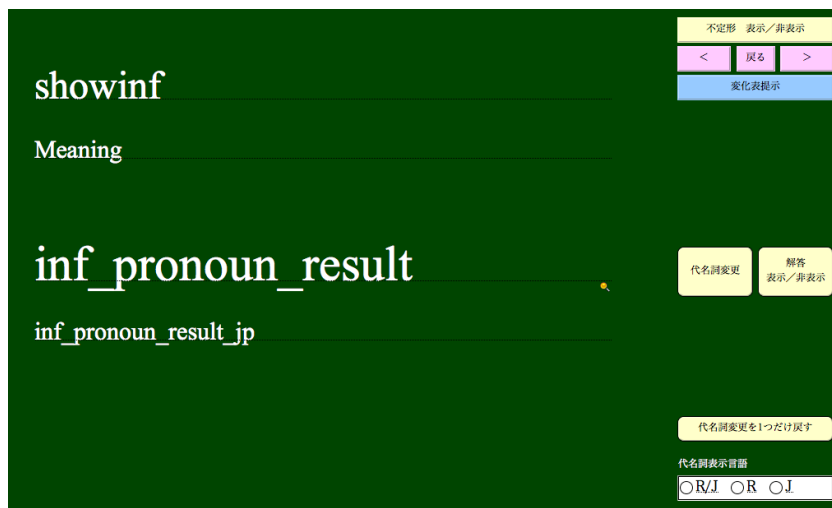 不定形 表示／非表示
＜ 戻る ＞
変化表提示
showinf
Meaning
inf_pronoun_result
代名詞変更
解答
表示／非表示
inf_pronoun_result_jp
代名詞変更を1つだけ戻す
代名詞表示言語
R/J R J